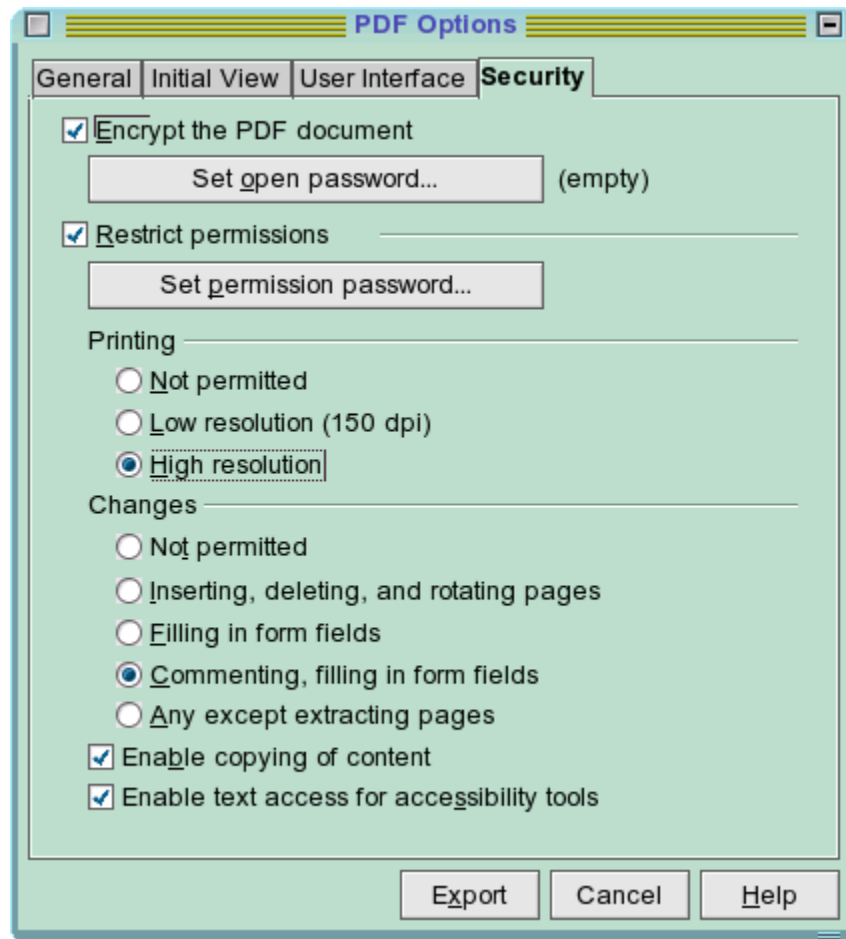 PDF Options
General Initial View User Interface Security
Encrypt the PDF document
Set open password... (empty)
Restrict permissions
Set permission password...
Printing
Not permitted
Low resolution (150 dpi)
High resolution
Changes
Not permitted
Inserting, deleting, and rotating pages
Filling in form fields
Commenting, filling in form fields
Any except extracting pages
Enable copying of content
Enable text access for accessibility tools
Export Cancel Help